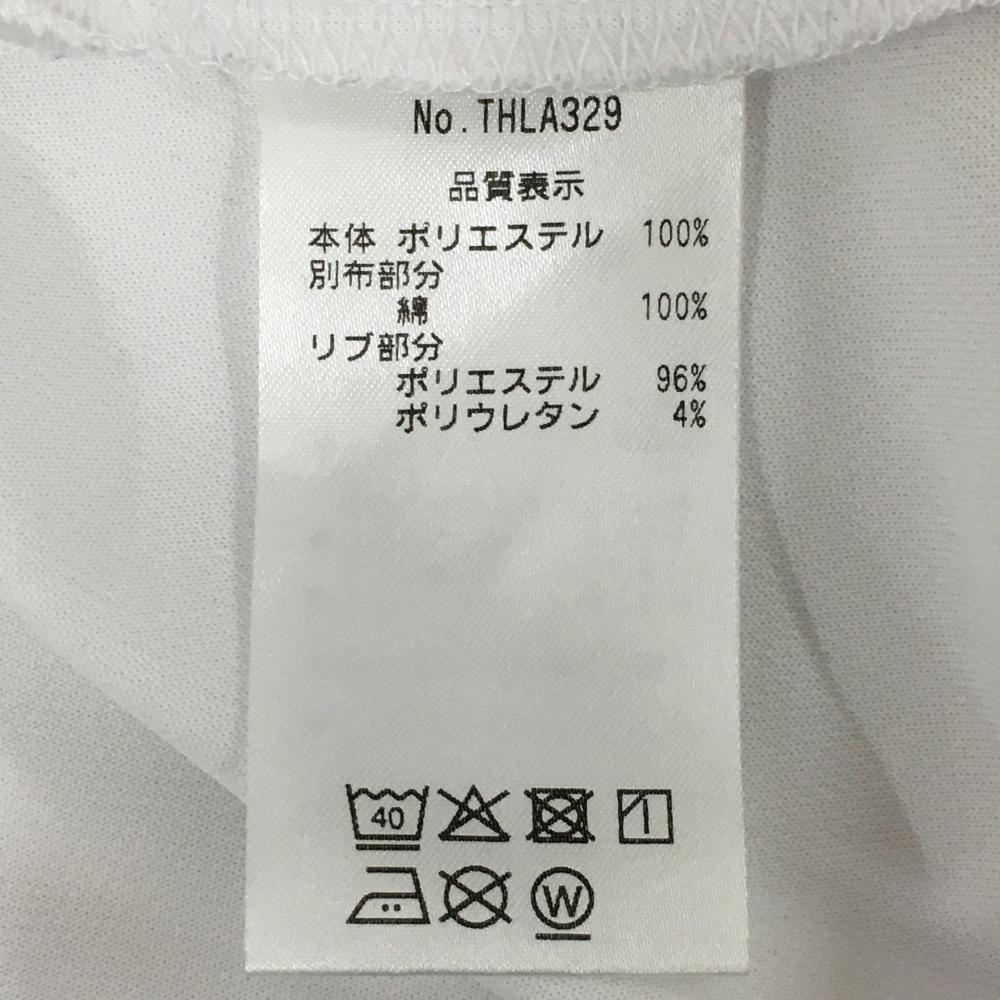 No.THLA329
品質表示
本体 ポリエステル 100%
別布部分
綿 100%
リブ部分
ポリエステル 96%
ポリウレタン 4%
40
W